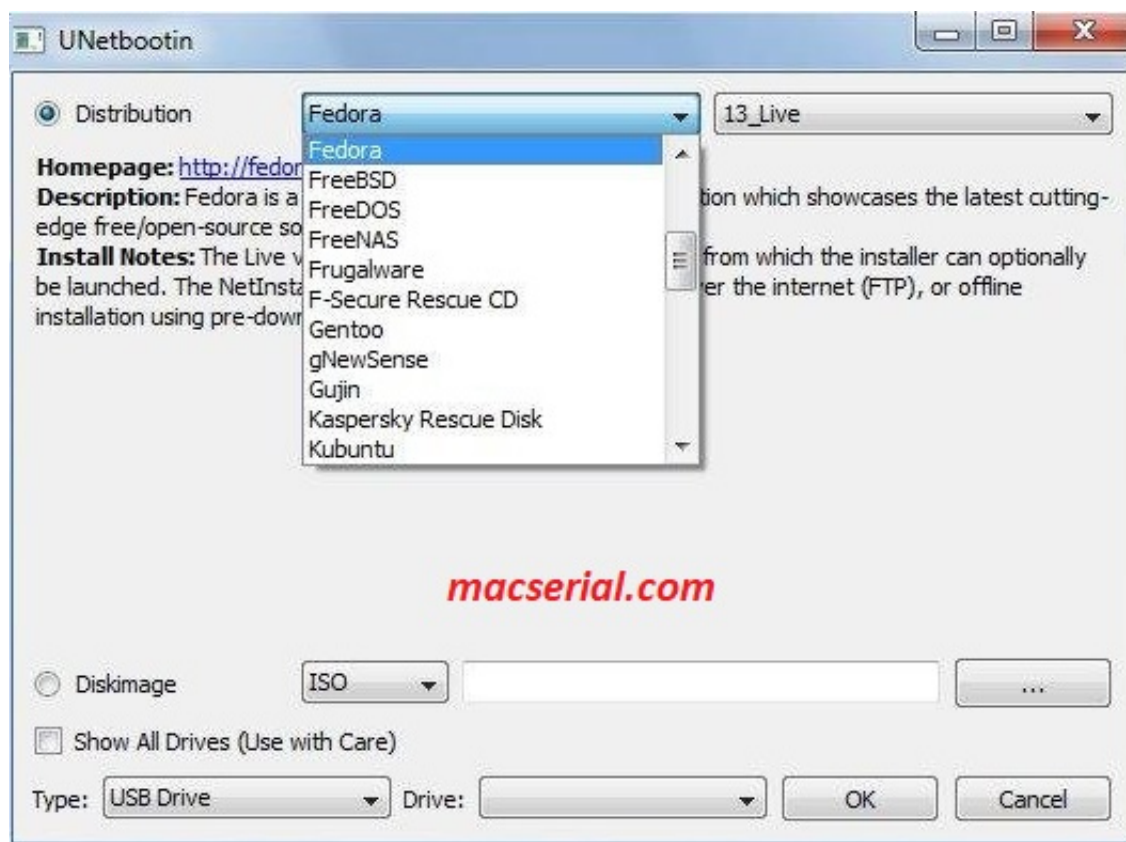 UNetbootin
Distribution
Fedora
13_Live
Fedora
FreeBSD
FreeDOS
FreeNAS
Frugalware
F-Secure Rescue CD
Gentoo
gNewSense
Gujin
Kaspersky Rescue Disk
Kubuntu
Homepage: http://fedor
Description: Fedora is a tion which showcases the latest cutting-
edge free/open-source so
Install Notes: The Live from which the installer can optionally
be launched. The NetInsta er the internet (FTP), or offline
installation using pre-down
macserial.com
Diskimage
ISO
...
Show All Drives (Use with Care)
Type: USB Drive Drive: OK Cancel